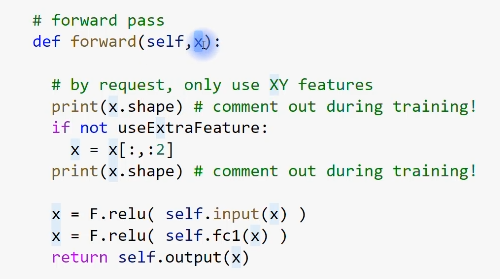 # forward pass
def forward(self,x):
# by request, only use XY features
print(x.shape) # comment out during training!
if not useExtraFeature:
x = x[:,:2]
print(x.shape) # comment out during training!
x = F.relu( self.input(x) )
x = F.relu( self.fc1(x) )
return self.output(x)